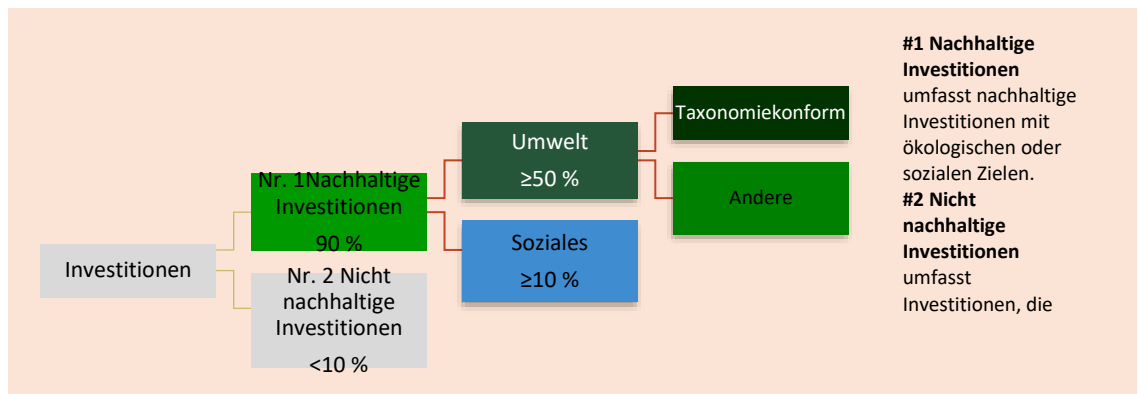 Investitionen
Nr. 1Nachhaltige
Investitionen
90 %
Nr. 2 Nicht
nachhaltige
Investitionen
<10 %
Umwelt
≥50 %
Soziales
≥10 %
Taxonomiekonform
Andere
#1 Nachhaltige
Investitionen
umfasst nachhaltige
Investitionen mit
ökologischen oder
sozialen Zielen.
#2 Nicht
nachhaltige
Investitionen
umfasst
Investitionen, die